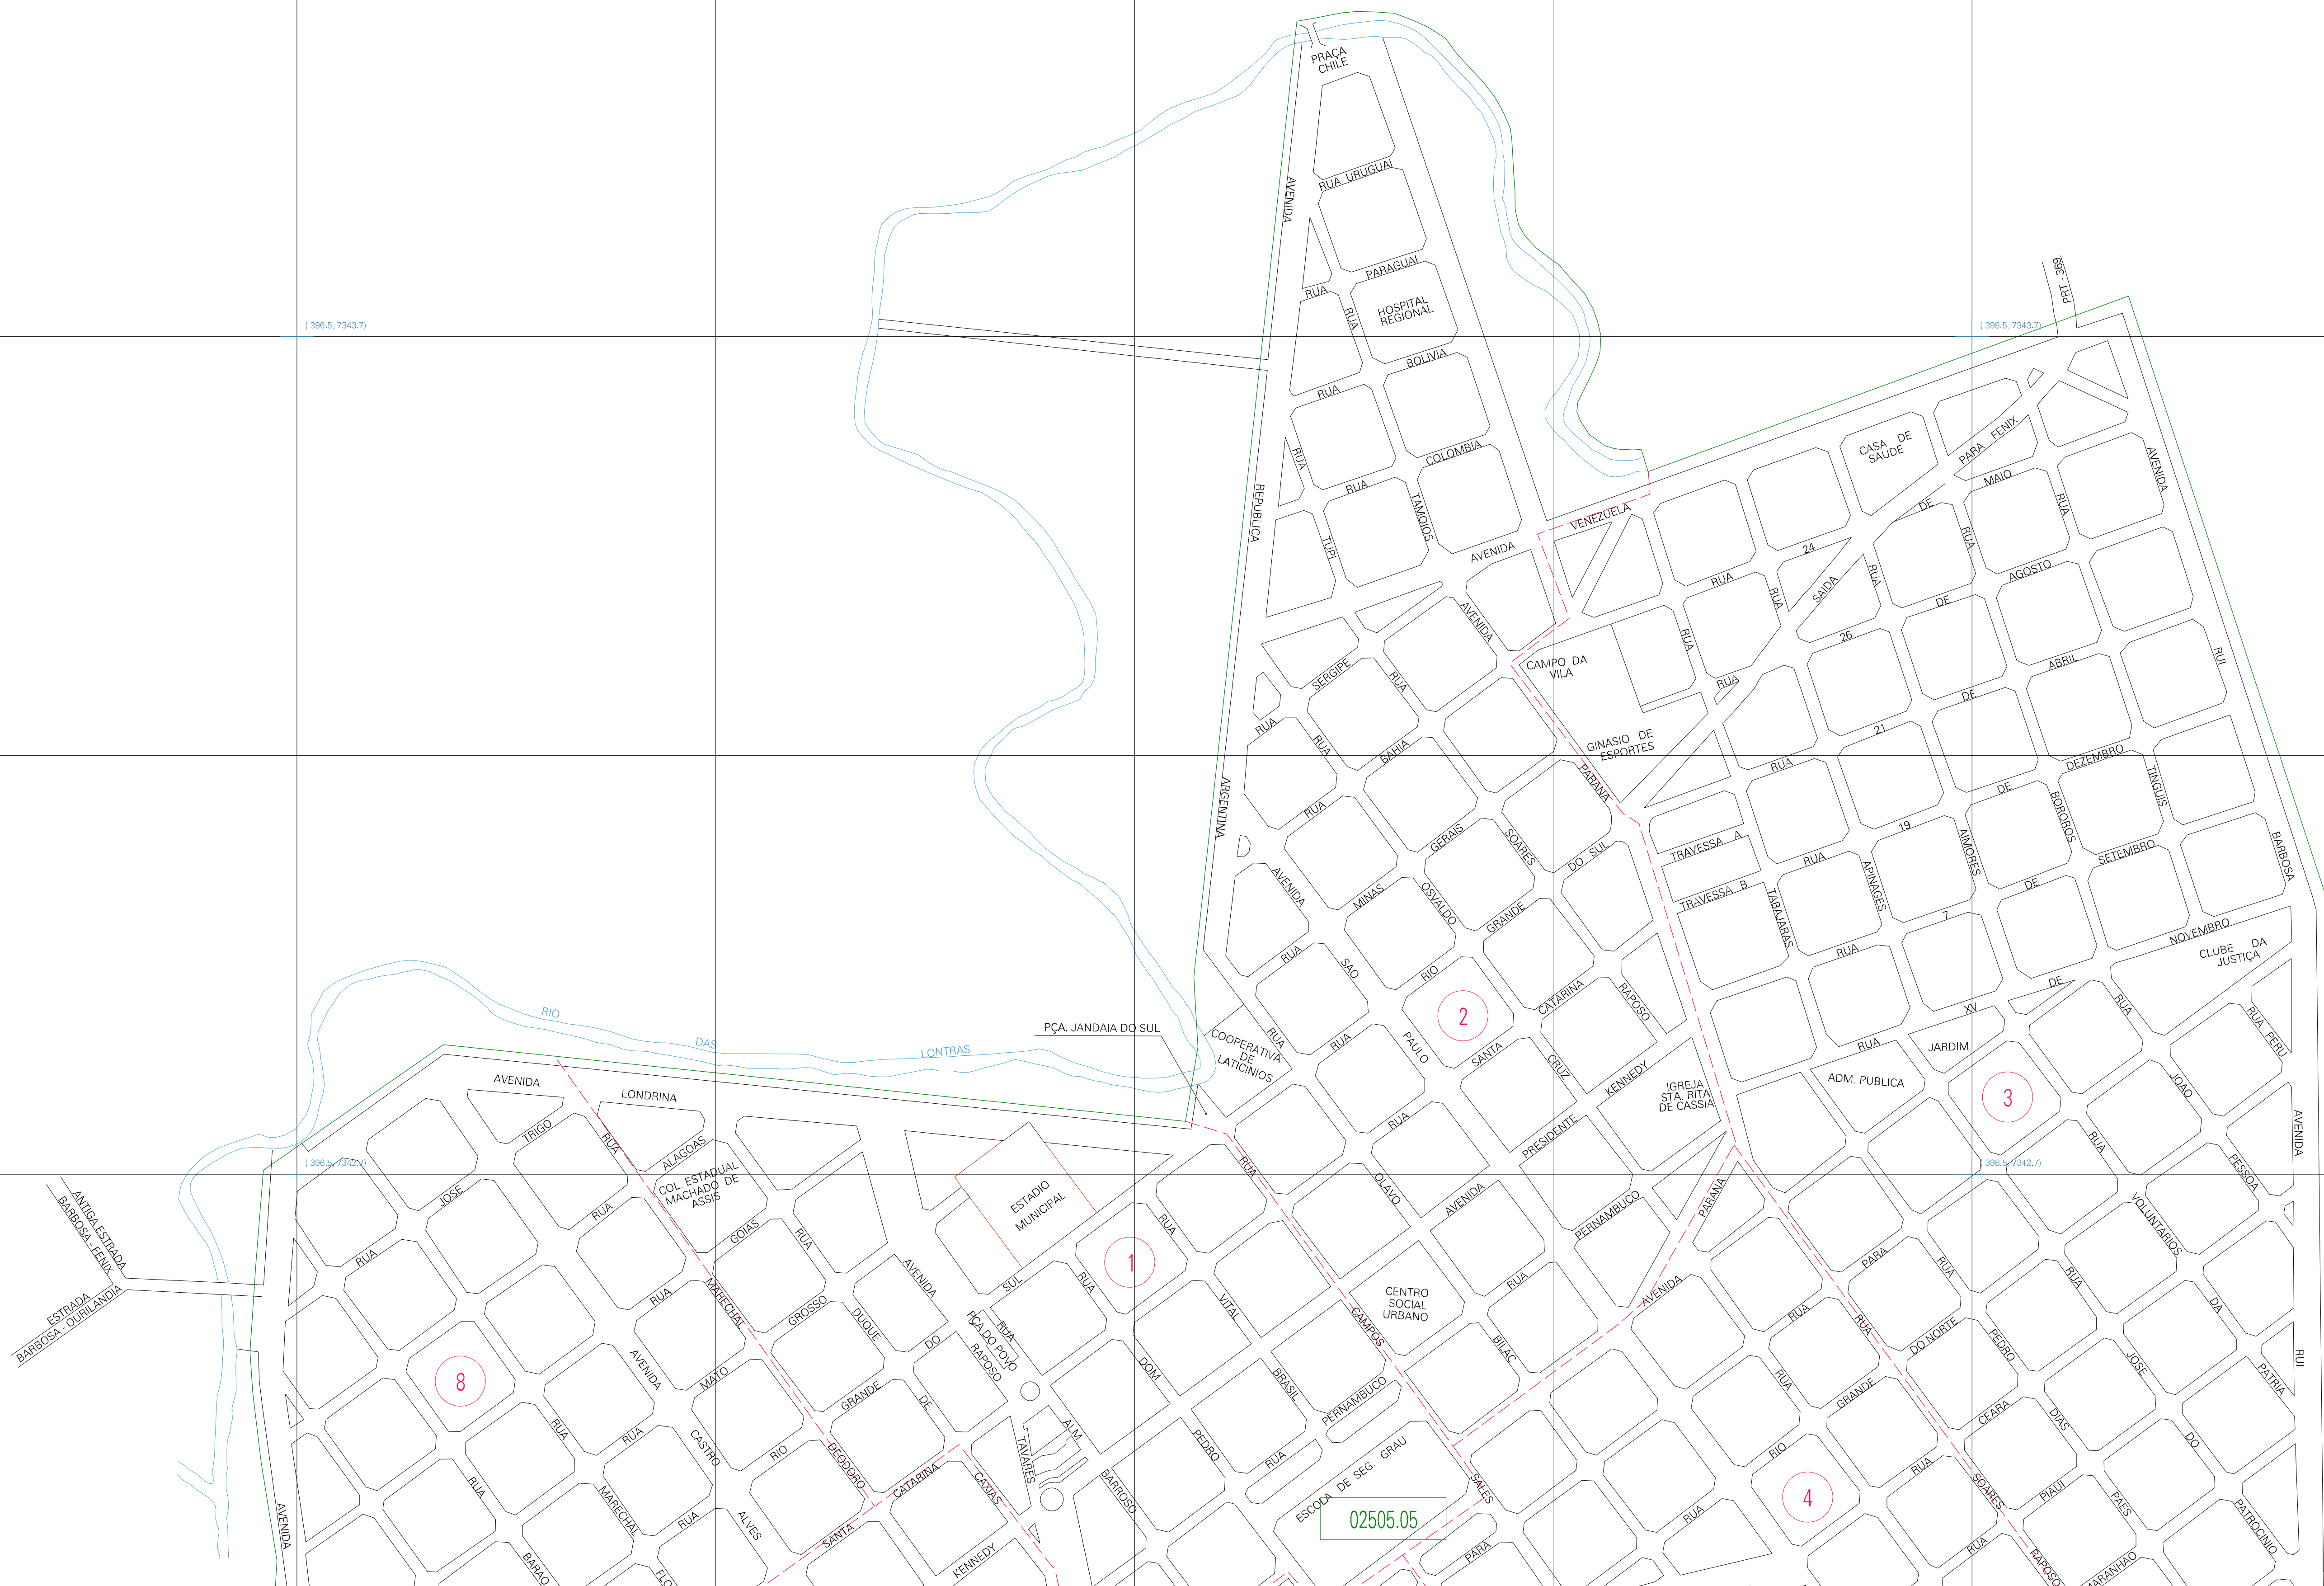 PRAÇA
CHILE
RUA URUGUAI
AVENIDA
PARAGUAI
RUA
HOSPITAL
REGIONAL
RUA
PRT - 369
( 396.5, 7343.7)
( 398.5, 7343.7)
BOLIVIA
RUA
COLOMBIA
RUA
RUA
CASA DE
SAUDE
PARA FENIX
MAIO
AVENIDA
REPUBLICA
TAMOIOS
VENEZUELA
DE
RUA
RUA
TUPI
AVENIDA
24
RUA
RUA
SAIDA
RUA
AGOSTO
DE
AVENIDA
26
RUA
SERGIPE
RUA
CAMPO DA
VILA
RUA
ABRIL
DE
RUI
RUA
RUA
BAHIA
GINASIO DE
ESPORTES
21
RUA
DEZEMBRO
DE
TINGUIS
BOROROS
ARGENTINA
RUA
PARANA
GERAIS
SOARES
DO SUL
TRAVESSA A
19
AIMORES
RUA
SETEMBRO
BARBOSA
AVENIDA
MINAS
OSVALDO
GRANDE
TRAVESSA B
TABAJARAS
APINAGES
DE
7
NOVEMBRO
CLUBE DA
JUSTIÇA
RUA
SAO
RIO
CATARINA
RAPOSO
RUA
DE
XV
RUA
RUA PERU
RIO
DAS
LONTRAS
PÇA. JANDAIA DO SUL
COOPERATIVA
DE
LATICINIOS
RUA
RUA
PAULO
2
SANTA
CRUZ
KENNEDY
IGREJA
STA. RITA
DE CASSIA
RUA
JARDIM
ADM. PUBLICA
3
JOAO
AVENIDA
LONDRINA
TRIGO
RUA
ALAGOAS
COL. ESTADUAL
MACHADO DE
ASSIS
( 396.5, 7342.7)
( 398.5, 7342.7)
RUA
PRESIDENTE
RUA
AVENIDA
PESSOA
ANTIGA ESTRADA
BARBOSA - FENIX
ESTRADA
BARBOSA - OURILANDIA
JOSE
RUA
RUA
GOIAS
RUA
ESTADIO
MUNICIPAL
RUA
RUA
OLAVO
AVENIDA
PERNAMBUCO
PARANA
VOLUNTARIOS
1
RUA
MARECHAL
GROSSO
DUQUE
AVENIDA
SUL
RUA
VITAL
CENTRO
SOCIAL
URBANO
RUA
AVENIDA
PARA
RUA
RUA
DA
DO
RUA
PÇA DO POVO
RAPOSO
CAMPOS
BILAC
RUA
RUA
DO NORTE
PEDRO
JOSE
RUI
PATRIA
8
AVENIDA
MATO
GRANDE
DE
DOM
BRASIL
PERNAMBUCO
RUA
GRANDE
CEARA
DIAS
DO
RUA
RUA
CASTRO
RIO
DEODORO
CATARINA
CAXIAS
TAVARES
ALM.
BARROSO
PEDRO
RUA
ESCOLA DE SEG. GRAU
SALES
RIO
4
RUA
SOARES
PIAUI
PAES
PATROCINIO
AVENIDA
RUA
MARECHAL
RUA
ALVES
SANTA
KENNEDY
02505.05
PARA
RUA
RUA
RAPOSO
MARANHAO
BARAO